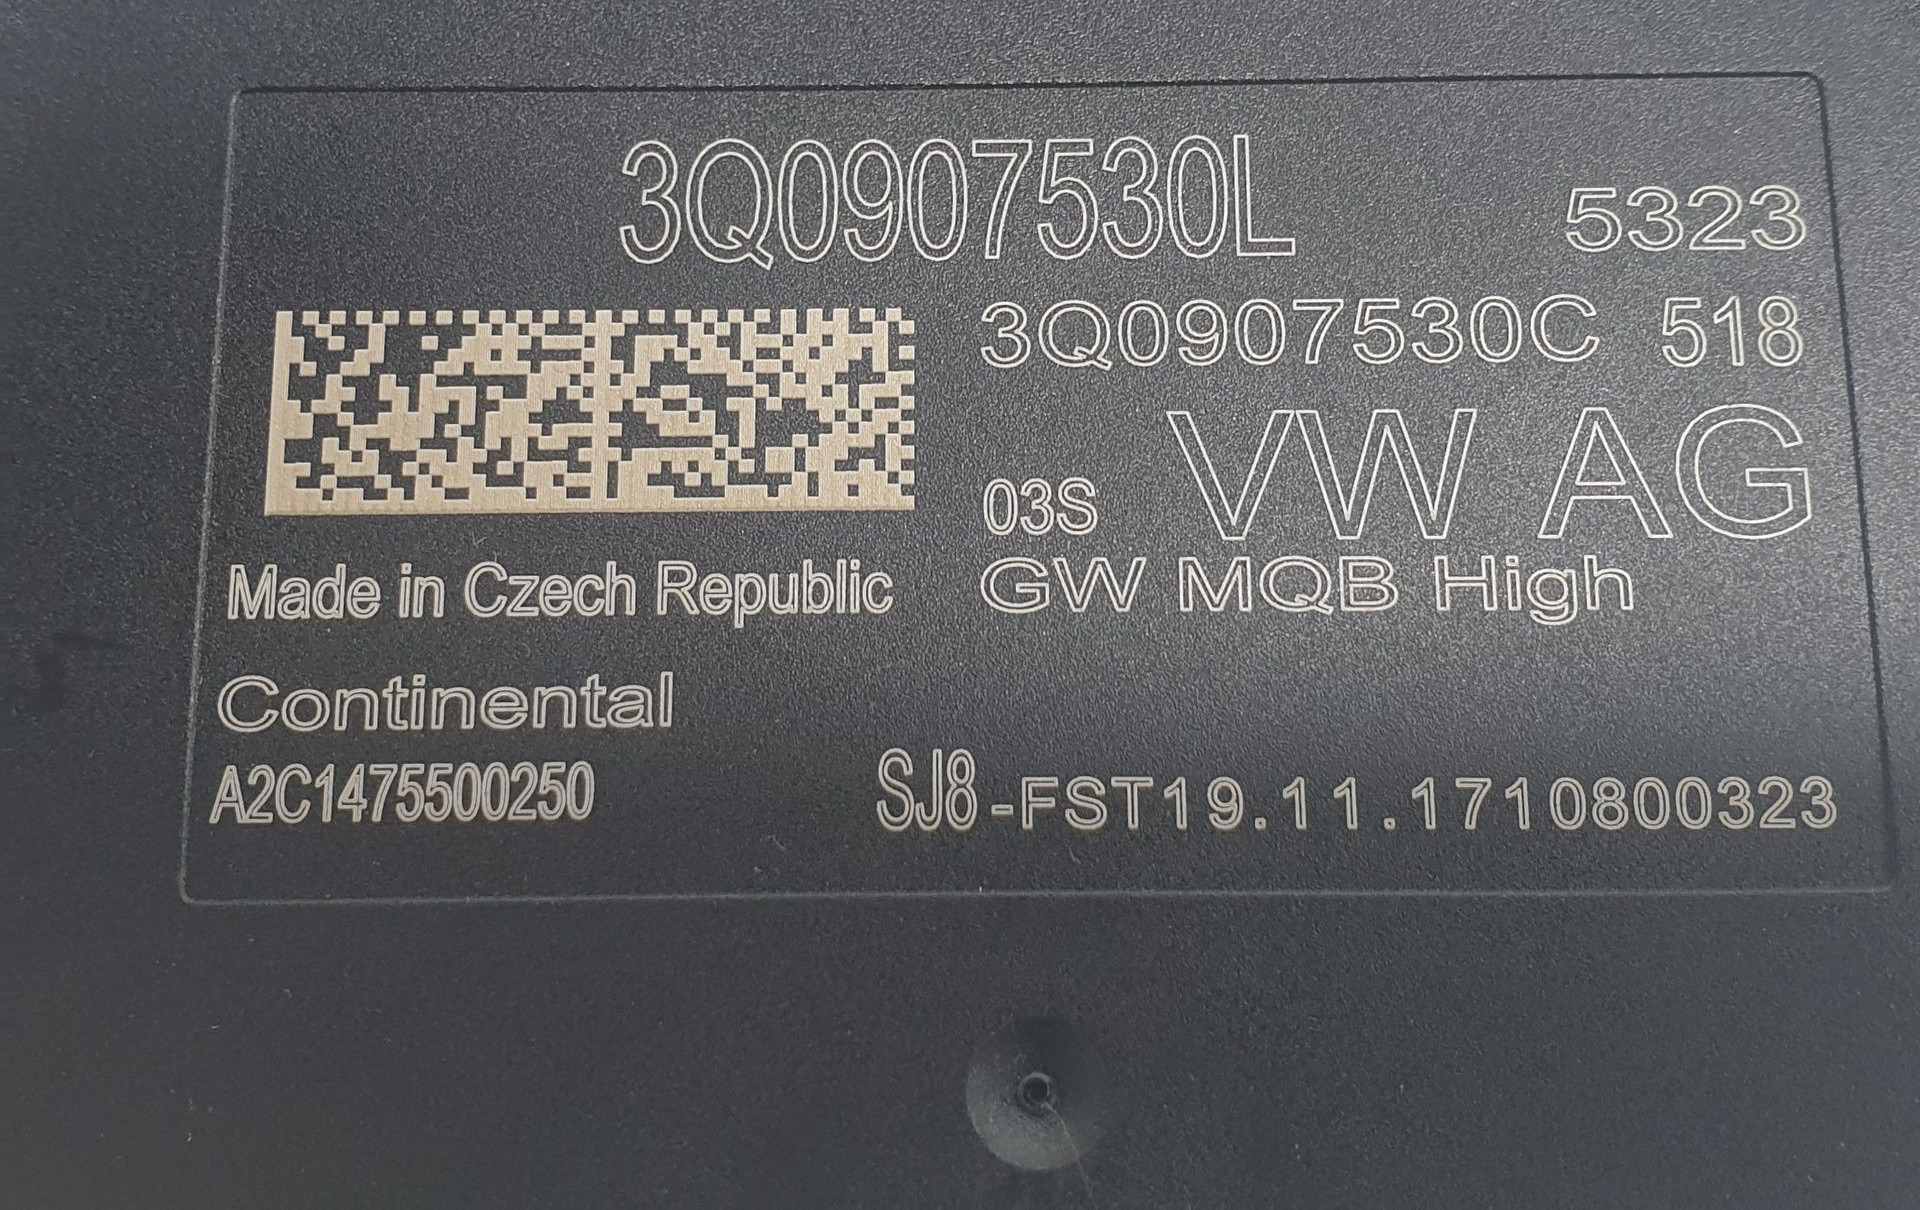 3Q0907530L
5323
3Q0907530C 518
03S VW AG
GW MQB High
Made in Czech Republic
Continental
A2C1475500250
SJ8-FST19.11.1710800323